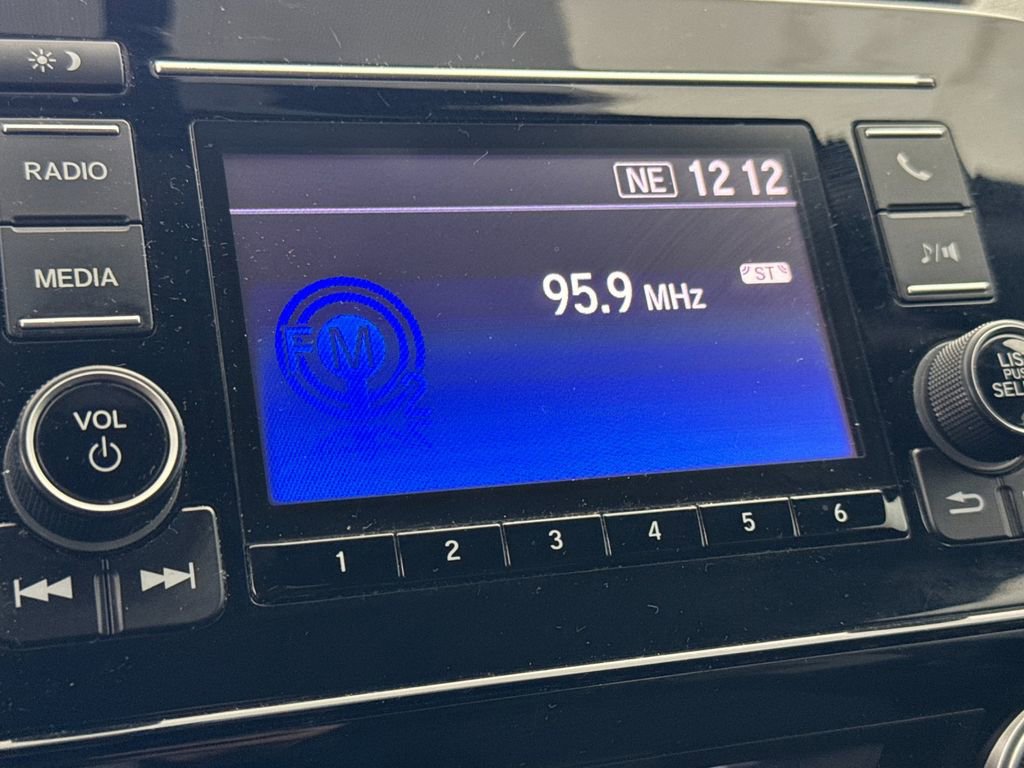 RADIO
NE 12 12
MEDIA
95.9 MHz
ST
FM
VOL
1 2 3 4 5 6